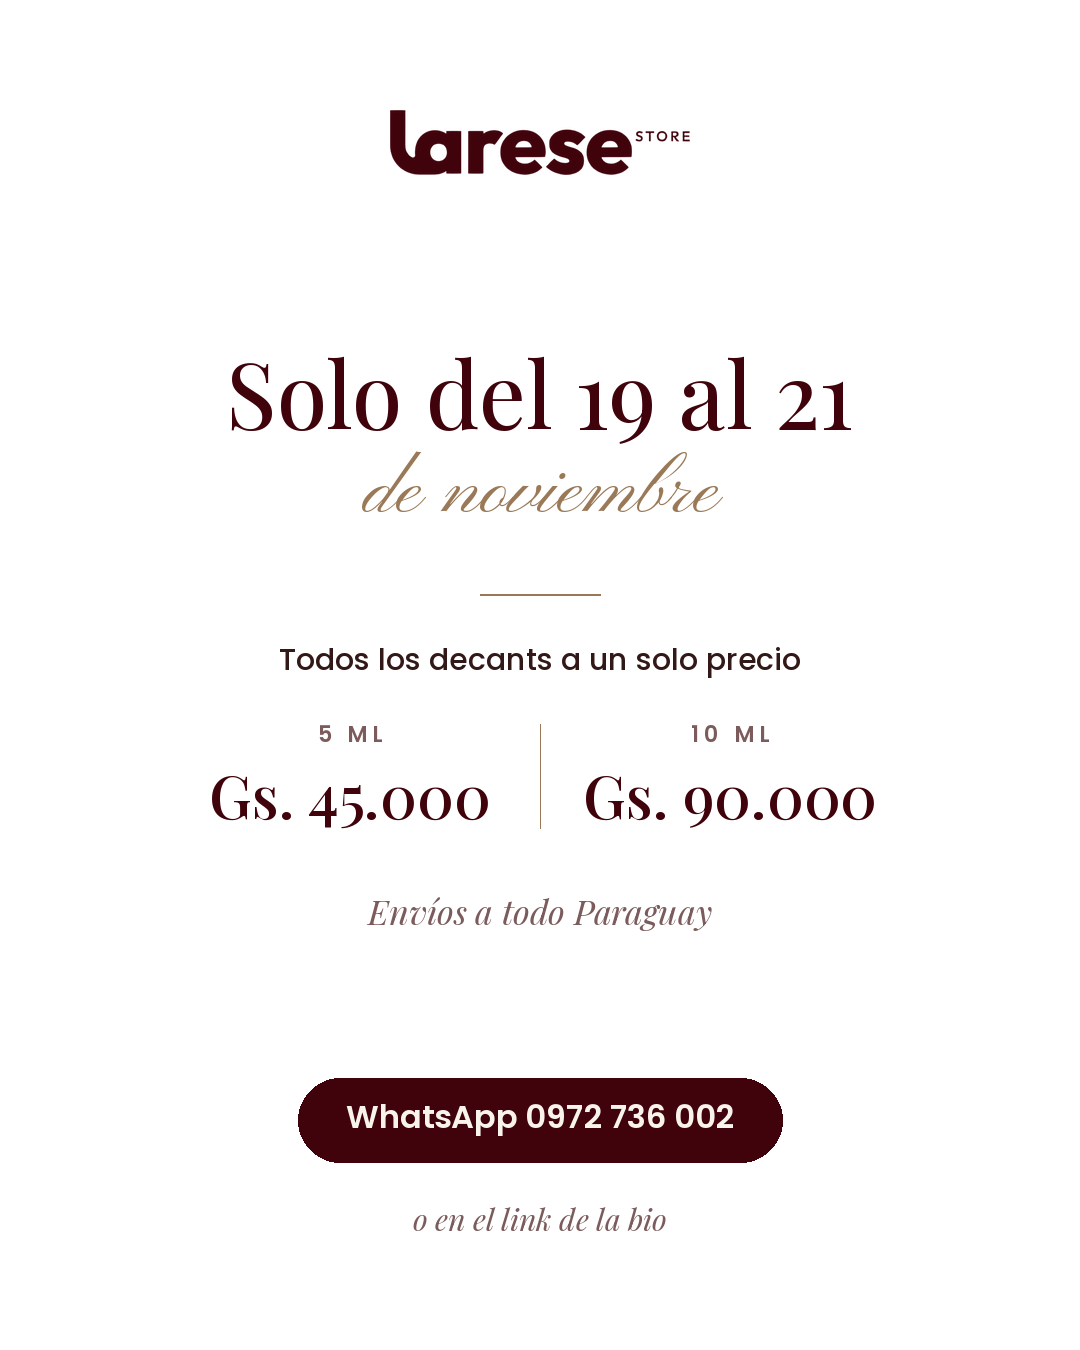 Larese STORE
Solo del 19 al 21
de noviembre
Todos los decants a un solo precio
5 ML
Gs. 45.000
10 ML
Gs. 90.000
Envíos a todo Paraguay
WhatsApp 0972 736 002
o en el link de la bio